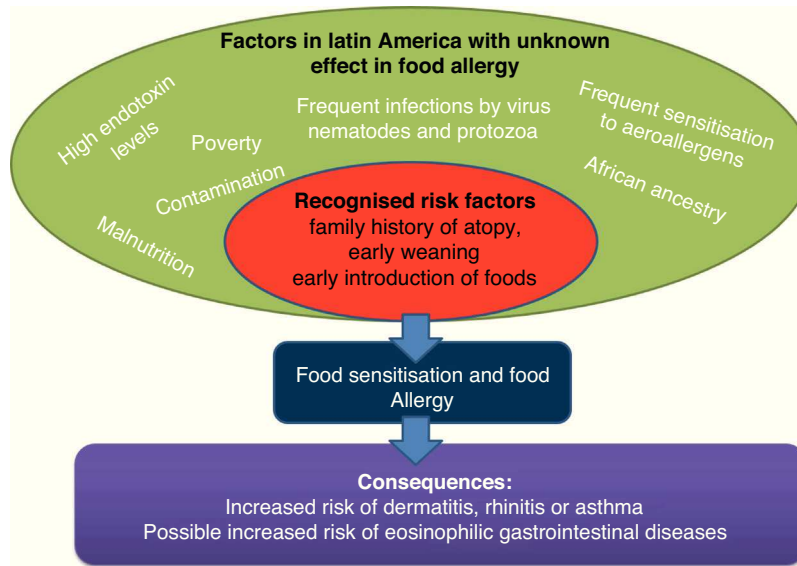 Factors in latin America with unknown
effect in food allergy
High endotoxin
levels
Poverty
Contamination
Malnutrition
Frequent infections by virus
nematodes and protozoa
Frequent sensitisation
to aeroallergens
African ancestry
Recognised risk factors
family history of atopy,
early weaning
early introduction of foods
Food sensitisation and food
Allergy
Consequences:
Increased risk of dermatitis, rhinitis or asthma
Possible increased risk of eosinophilic gastrointestinal diseases